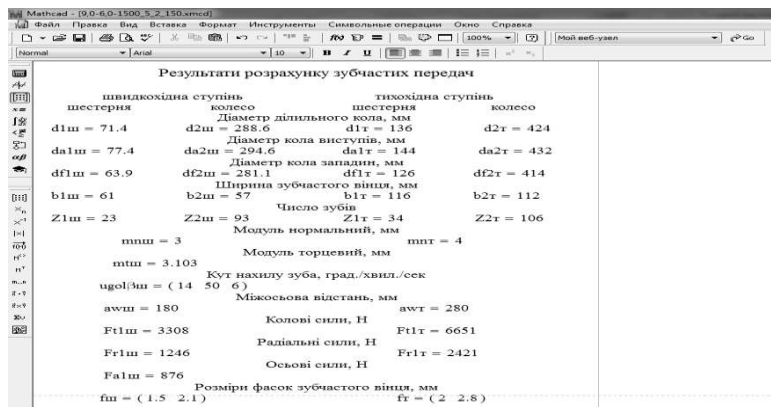 Mathcad - [9,0-6,0-1500_5_2_150.xmcd]
Файл Правка Вид Вставка Формат Инструменты Символьные операции Окно Справка
100% Мой веб-узел Go
Normal Arial 10 B I U
Результати розрахунку зубчастих передач
швидкохідна ступінь тихохідна ступінь
шестерня колесо шестерня колесо
Діаметр ділильного кола, мм
d1ш = 71.4 d2ш = 288.6 d1т = 136 d2т = 424
Діаметр кола виступів, мм
da1ш = 77.4 da2ш = 294.6 da1т = 144 da2т = 432
Діаметр кола западин, мм
df1ш = 63.9 df2ш = 281.1 df1т = 126 df2т = 414
Ширина зубчастого вінця, мм
b1ш = 61 b2ш = 57 b1т = 116 b2т = 112
Число зубів
Z1ш = 23 Z2ш = 93 Z1т = 34 Z2т = 106
Модуль нормальний, мм
mnш = 3 mnт = 4
Модуль торцевий, мм
mtш = 3.103
Кут нахилу зуба, град./хвил./сек
ugolβш = ( 14 50 6 )
Міжосьова відстань, мм
awш = 180 awт = 280
Колові сили, Н
Ft1ш = 3308 Ft1т = 6651
Радіальні сили, Н
Fr1ш = 1246 Fr1т = 2421
Осьові сили, Н
Fa1ш = 876
Розміри фасок зубчастого вінця, мм
fш = ( 1.5 2.1 ) fт = ( 2 2.8 )